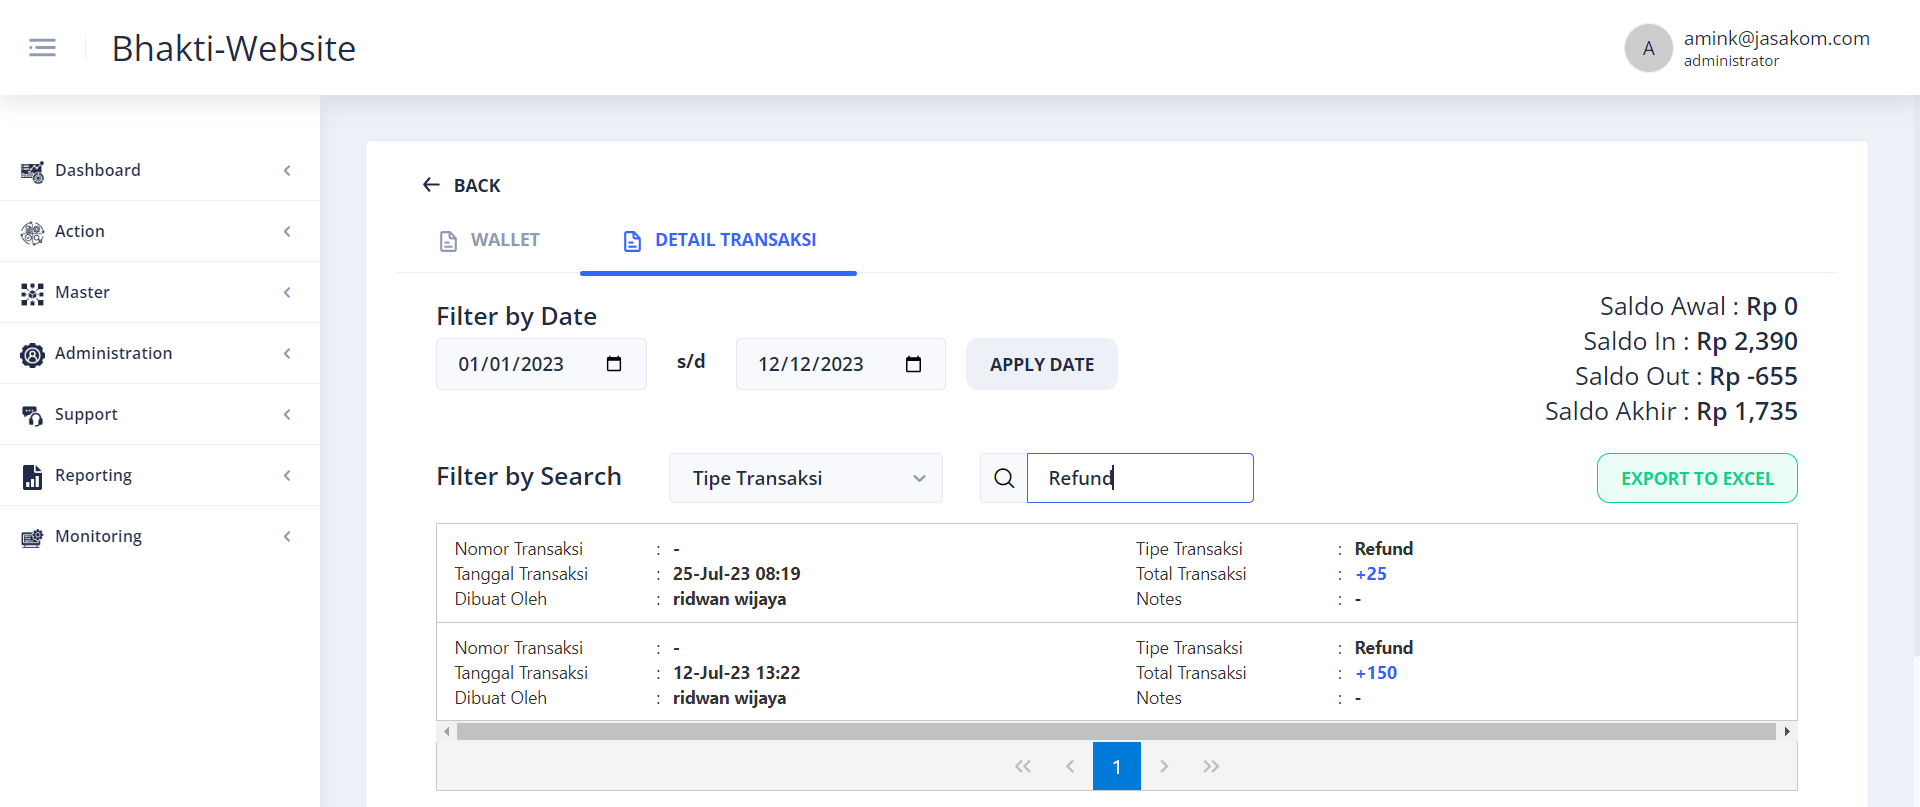 Bhakti-Website
A
amink@jasakom.com
administrator
Dashboard
Action
Master
Administration
Support
Reporting
Monitoring
BACK
WALLET
DETAIL TRANSAKSI
Filter by Date
01/01/2023
s/d
12/12/2023
APPLY DATE
Saldo Awal : Rp 0
Saldo In : Rp 2,390
Saldo Out : Rp -655
Saldo Akhir : Rp 1,735
Filter by Search
Tipe Transaksi
Refund
EXPORT TO EXCEL
Nomor Transaksi : -
Tanggal Transaksi : 25-Jul-23 08:19
Dibuat Oleh : ridwan wijaya
Tipe Transaksi : Refund
Total Transaksi : +25
Notes : -
Nomor Transaksi : -
Tanggal Transaksi : 12-Jul-23 13:22
Dibuat Oleh : ridwan wijaya
Tipe Transaksi : Refund
Total Transaksi : +150
Notes : -
1